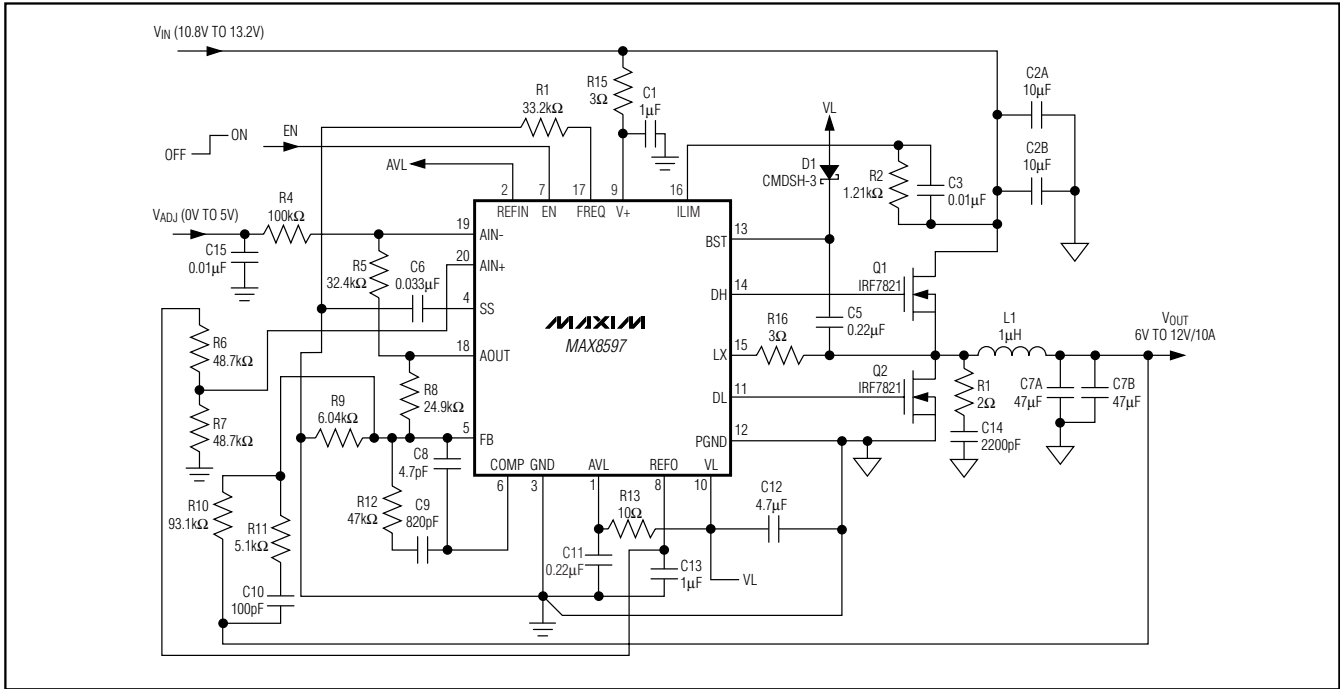 VIN (10.8V TO 13.2V)
R1
33.2kΩ
R15
3Ω
C1
1µF
C2A
10µF
C2B
10µF
VL
OFF
ON
EN
AVL
D1
CMDSH-3
R2
1.21kΩ
C3
0.01µF
2
7
17
9
16
REFIN
EN
FREQ
V+
ILIM
VADJ (0V TO 5V)
R4
100kΩ
C15
0.01µF
R5
32.4kΩ
C6
0.033µF
19
AIN-
20
AIN+
4
SS
18
AOUT
5
FB
MAXIM
MAX8597
BST
13
DH
14
LX
15
DL
11
PGND
12
Q1
IRF7821
C5
0.22µF
R16
3Ω
L1
1µH
VOUT
6V TO 12V/10A
Q2
IRF7821
R1
2Ω
C14
2200pF
C7A
47µF
C7B
47µF
R6
48.7kΩ
R7
48.7kΩ
R8
24.9kΩ
R9
6.04kΩ
C8
4.7pF
R12
47kΩ
C9
820pF
COMP
GND
AVL
REFO
VL
6
3
1
8
10
R10
93.1kΩ
R11
5.1kΩ
C10
100pF
R13
10Ω
C11
0.22µF
C13
1µF
C12
4.7µF
VL